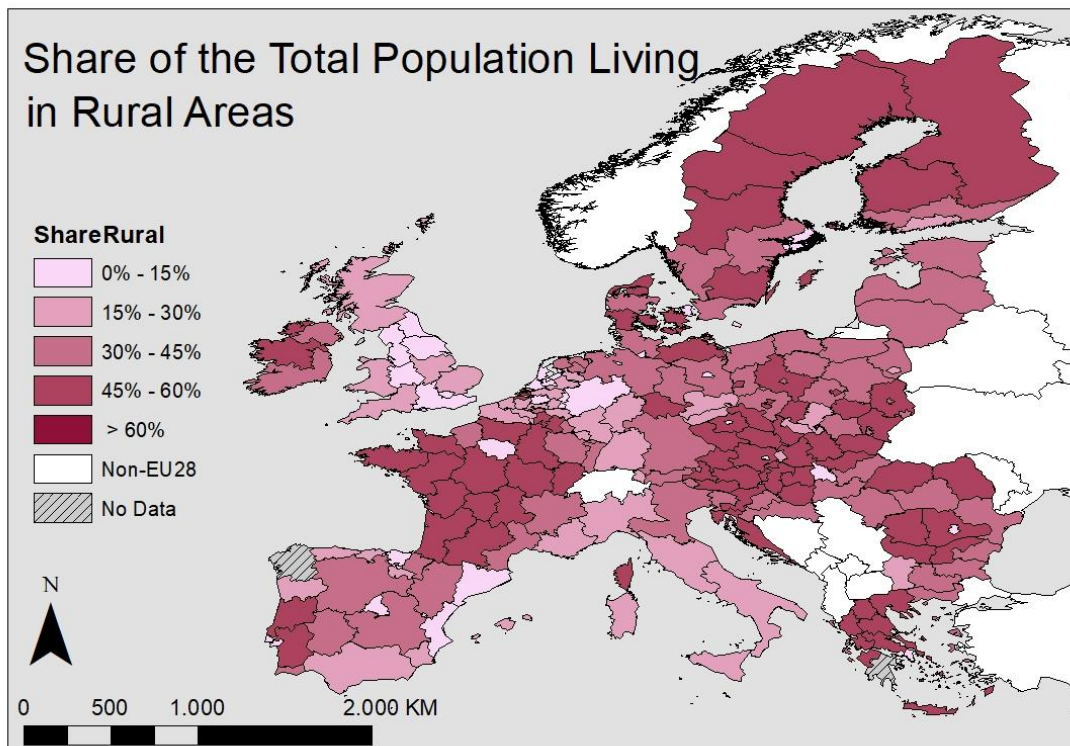 Share of the Total Population Living
in Rural Areas
ShareRural
0% - 15%
15% - 30%
30% - 45%
45% - 60%
> 60%
Non-EU28
No Data
N
0 500 1.000 2.000 KM